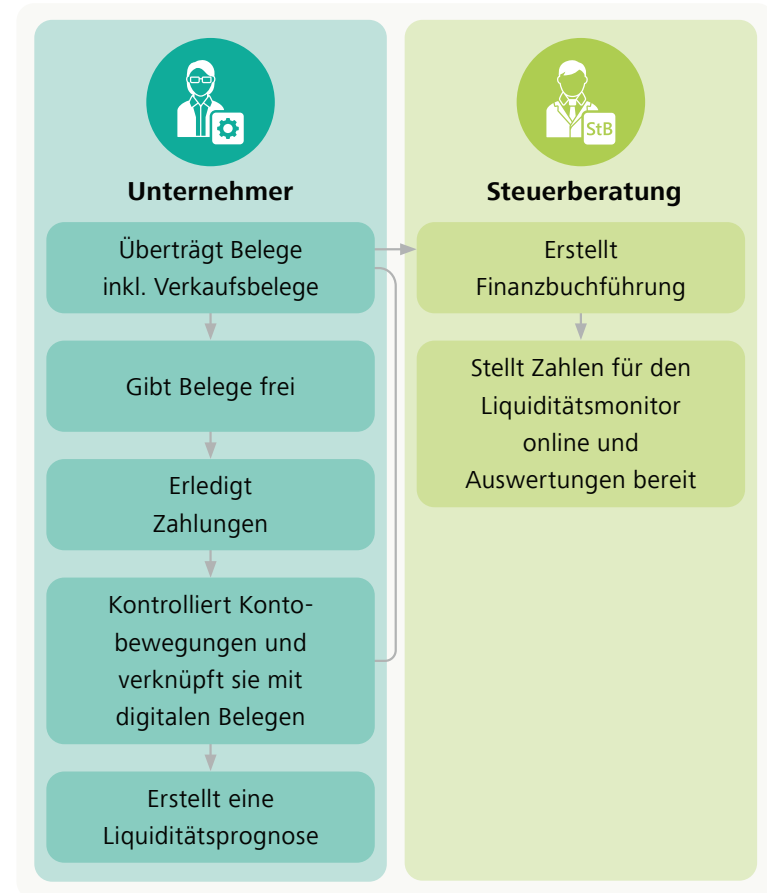 StB
Unternehmer
Überträgt Belege
inkl. Verkaufsbelege
Gibt Belege frei
Erledigt
Zahlungen
Kontrolliert Konto-
bewegungen und
verknüpft sie mit
digitalen Belegen
Erstellt eine
Liquiditätsprognose
Steuerberatung
Erstellt
Finanzbuchführung
Stellt Zahlen für den
Liquiditätsmonitor
online und
Auswertungen bereit